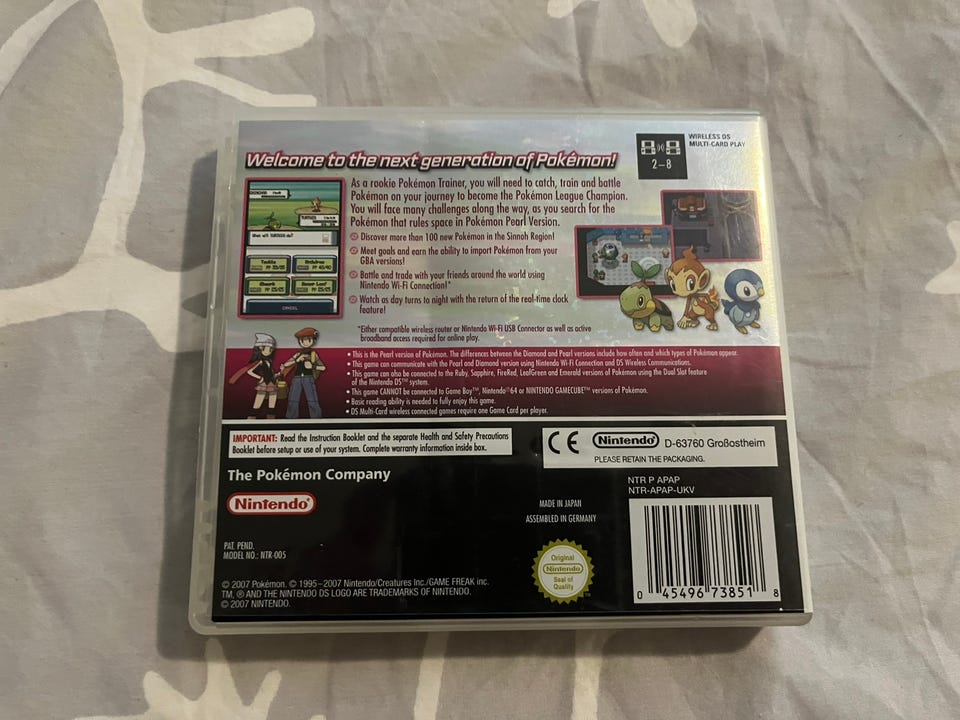 Welcome to the next generation of Pokémon!
WIRELESS DS
MULTI-CARD PLAY
2–8
As a rookie Pokémon Trainer, you will need to catch, train and battle
Pokémon on your journey to become the Pokémon League Champion.
You will face many challenges along the way, as you search for the
Pokémon that rules space in Pokémon Pearl Version.
Discover more than 100 new Pokémon in the Sinnoh Region!
Meet goals and earn the ability to import Pokémon from your
GBA versions!
Battle and trade with your friends around the world using
Nintendo Wi-Fi Connection!*
Watch as day turns to night with the return of the real-time clock
feature!
*Either compatible wireless router or Nintendo Wi-Fi USB Connector as well as active
broadband access required for online play.
What will TURTWIG do?
Tackle
Withdraw
Absorb
Razor Leaf
CANCEL
• This is the Pearl version of Pokémon. The differences between the Diamond and Pearl versions include how often and which types of Pokémon appear.
• This game can communicate with the Pearl and Diamond version using Nintendo Wi-Fi Connection and DS Wireless Communications.
• This game can also be connected to the Ruby, Sapphire, FireRed, LeafGreen and Emerald versions of Pokémon using the Dual Slot feature
of the Nintendo DS™ system.
• This game CANNOT be connected to Game Boy™, Nintendo®64 or NINTENDO GAMECUBE™ versions of Pokémon.
• Basic reading ability is needed to fully enjoy this game.
• DS Multi-Card wireless connected games require one Game Card per player.
IMPORTANT: Read the Instruction Booklet and the separate Health and Safety Precautions
Booklet before setup or use of your system. Complete warranty information inside box.
CE Nintendo® D-63760 Großostheim
PLEASE RETAIN THE PACKAGING.
The Pokémon Company
Nintendo®
NTR P APAP
NTR-APAP-UKV
MADE IN JAPAN
ASSEMBLED IN GERMANY
PAT. PEND.
MODEL NO.: NTR-005
Original
Nintendo
Seal of
Quality
© 2007 Pokémon. © 1995–2007 Nintendo/Creatures Inc./GAME FREAK inc.
TM, ® AND THE NINTENDO DS LOGO ARE TRADEMARKS OF NINTENDO.
© 2007 NINTENDO.
0 45496 73851 8